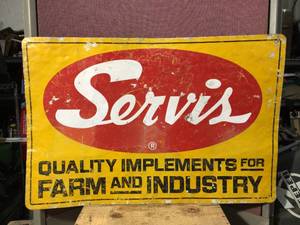 Servis
®
QUALITY IMPLEMENTS FOR
FARM AND INDUSTRY